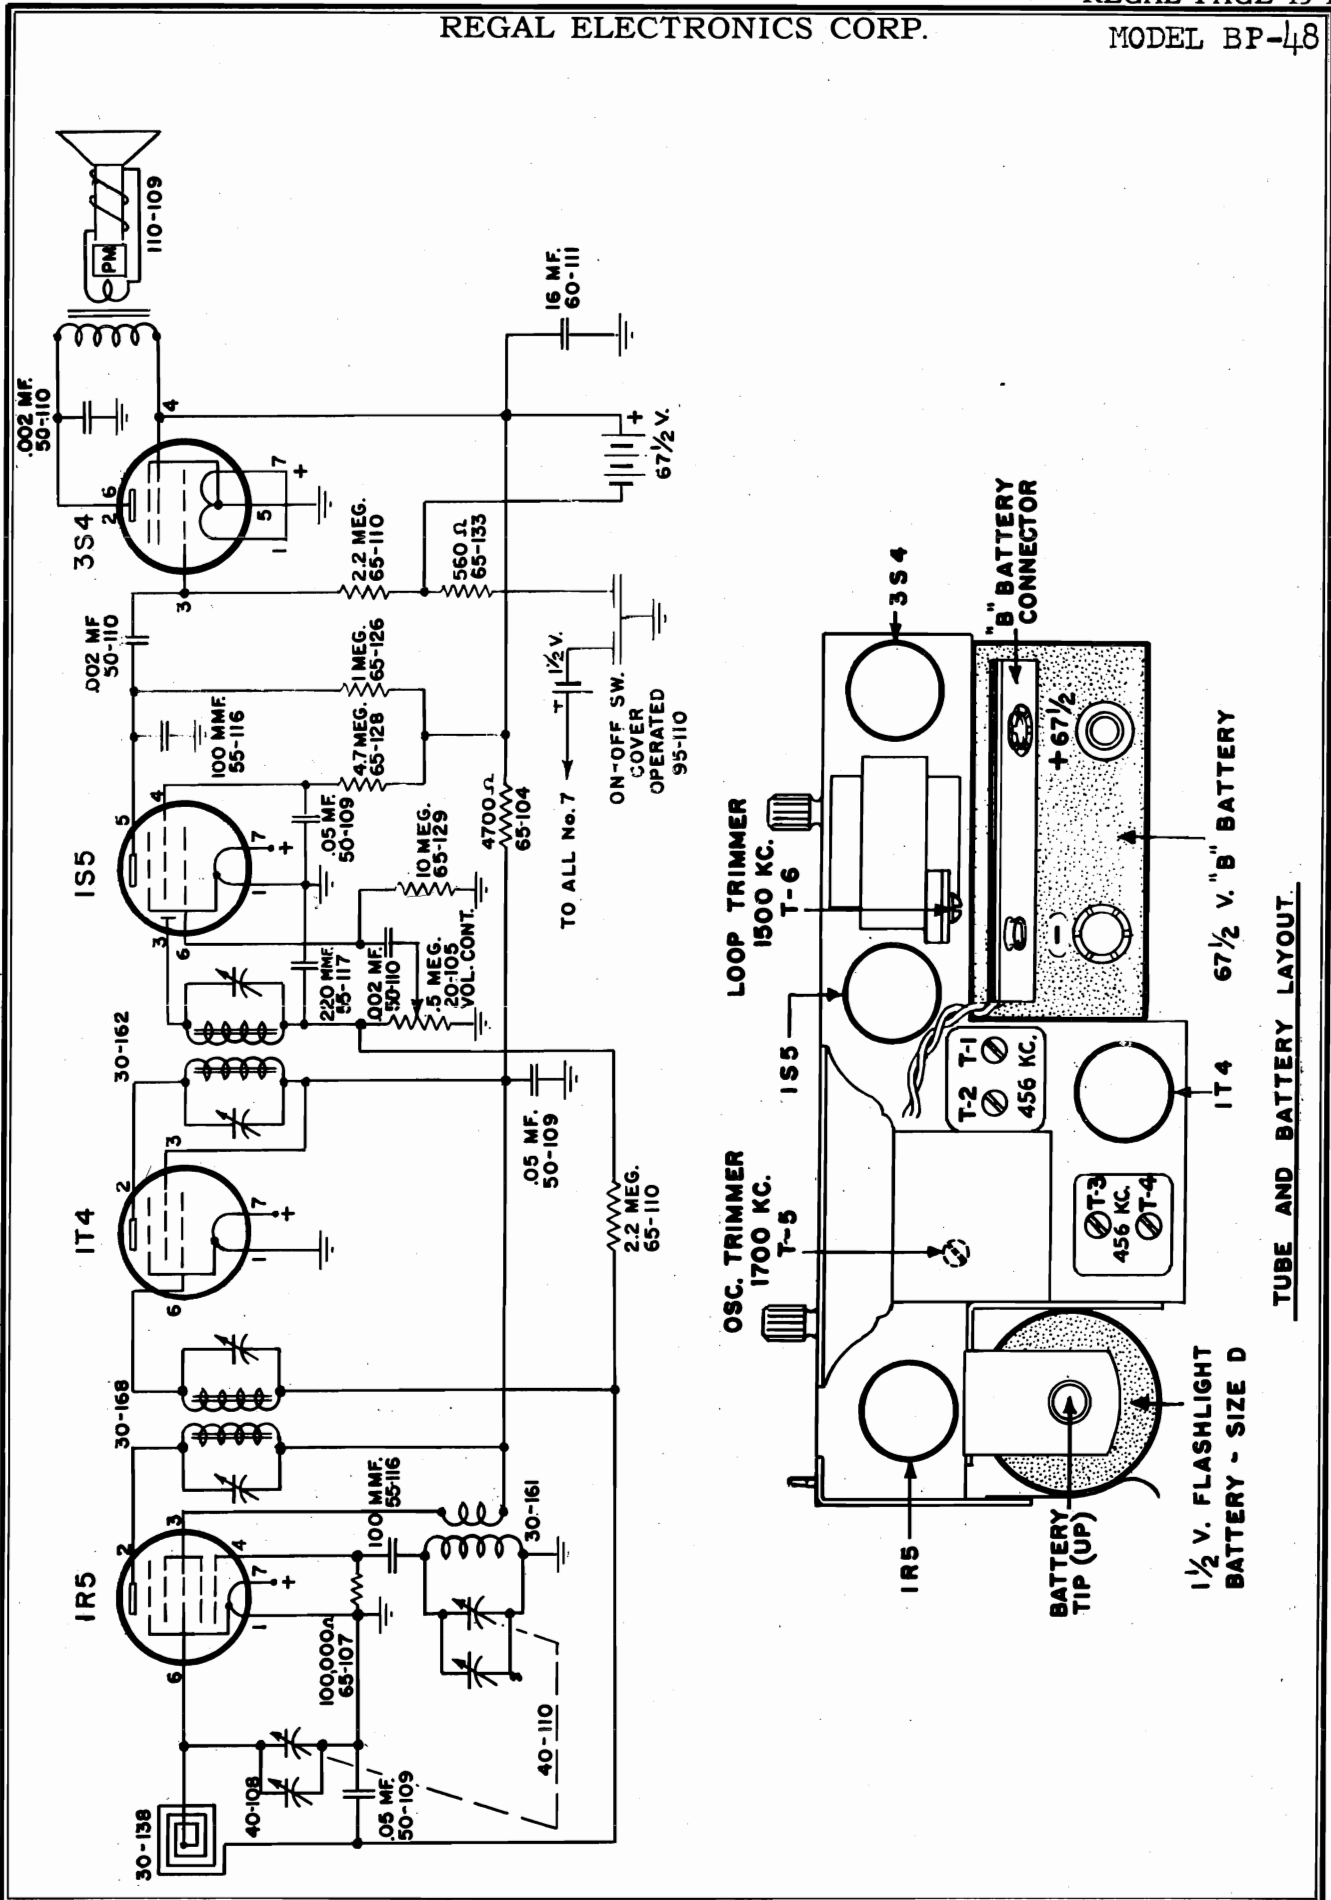 REGAL ELECTRONICS CORP.
MODEL BP-48
30-138
40-108
.05 MF.
50-109
40-110
1R5
6
2
3
4
7
+
1
100,000Ω
65-107
100 MMF.
55-116
30-161
30-168
1T4
6
2
3
7
+
1
2.2 MEG.
65-110
.05 MF.
50-109
30-162
1S5
3
6
5
4
7
+
1
220 MMF.
55-117
.002 MF.
50-110
.5 MEG.
20-105
VOL. CONT.
10 MEG.
65-129
.05 MF.
50-109
4700Ω
65-104
100 MMF.
55-116
4.7 MEG.
65-128
1 MEG.
65-126
.002 MF
50-110
TO ALL No. 7
+
1½ V.
ON-OFF SW.
COVER
OPERATED
95-110
3S4
3
2
6
4
1
5
7
+
2.2 MEG.
65-110
560 Ω
65-133
67½ V.
+
.002 MF.
50-110
16 MF.
60-111
PM
110-109
OSC. TRIMMER
1700 KC.
T-5
LOOP TRIMMER
1500 KC.
T-6
1R5
1S5
3S4
BATTERY
TIP (UP)
T-3
456 KC.
T-4
T-2 T-1
456 KC.
(-)
+67½
"B" BATTERY
CONNECTOR
1½ V. FLASHLIGHT
BATTERY - SIZE D
1T4
67½ V. "B" BATTERY
TUBE AND BATTERY LAYOUT